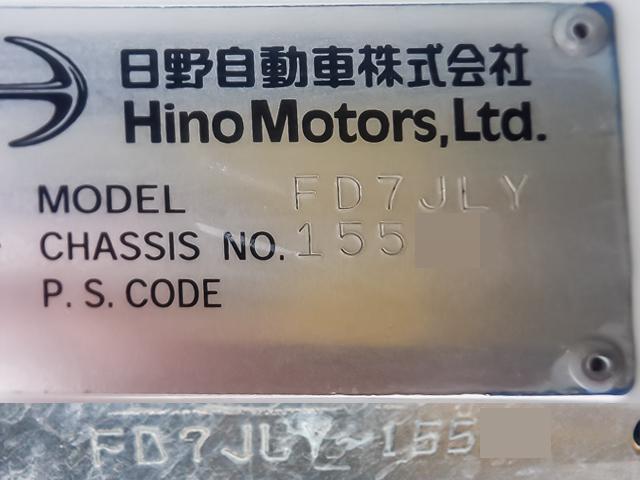 日野自動車株式会社
Hino Motors, Ltd.
MODEL FD7JLY
CHASSIS NO. 155
P. S. CODE
FD7JLY-155